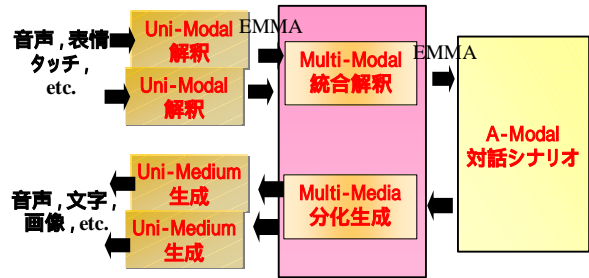 音声,表情
タッチ,
etc.
Uni-Modal
解釈
Uni-Modal
解釈
EMMA
Multi-Modal
統合解釈
EMMA
A-Modal
対話シナリオ
Multi-Media
分化生成
Uni-Medium
生成
Uni-Medium
生成
音声,文字,
画像,etc.